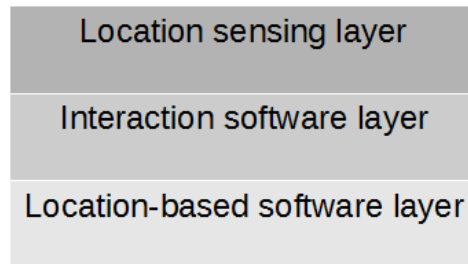 Location sensing layer
Interaction software layer
Location-based software layer